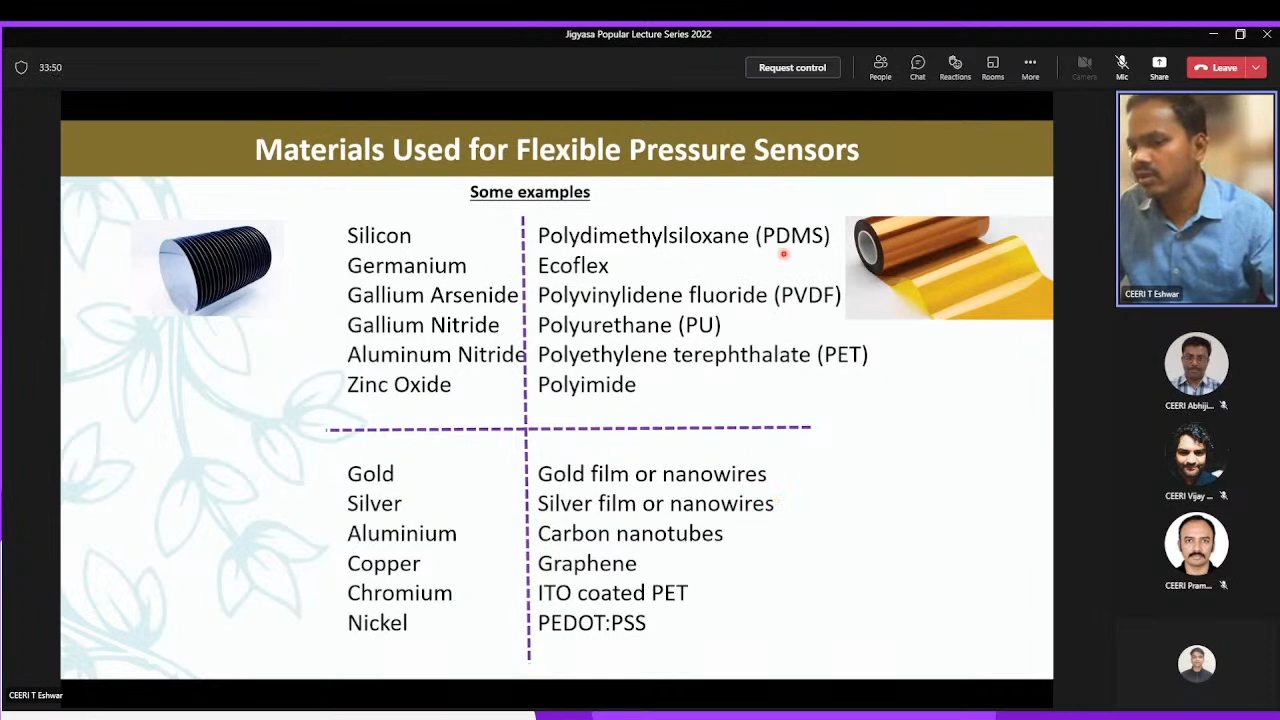 Jigyasa Popular Lecture Series 2022
33:50
Request control
People
Chat
Reactions
Rooms
More
Camera
Mic
Share
Leave
Materials Used for Flexible Pressure Sensors
Some examples
Silicon
Germanium
Gallium Arsenide
Gallium Nitride
Aluminum Nitride
Zinc Oxide
Polydimethylsiloxane (PDMS)
Ecoflex
Polyvinylidene fluoride (PVDF)
Polyurethane (PU)
Polyethylene terephthalate (PET)
Polyimide
Gold
Silver
Aluminium
Copper
Chromium
Nickel
Gold film or nanowires
Silver film or nanowires
Carbon nanotubes
Graphene
ITO coated PET
PEDOT:PSS
CEERI T Eshwar
CEERI Abhiji...
CEERI Vijay ...
CEERI Pram...
CEERI T Eshwar